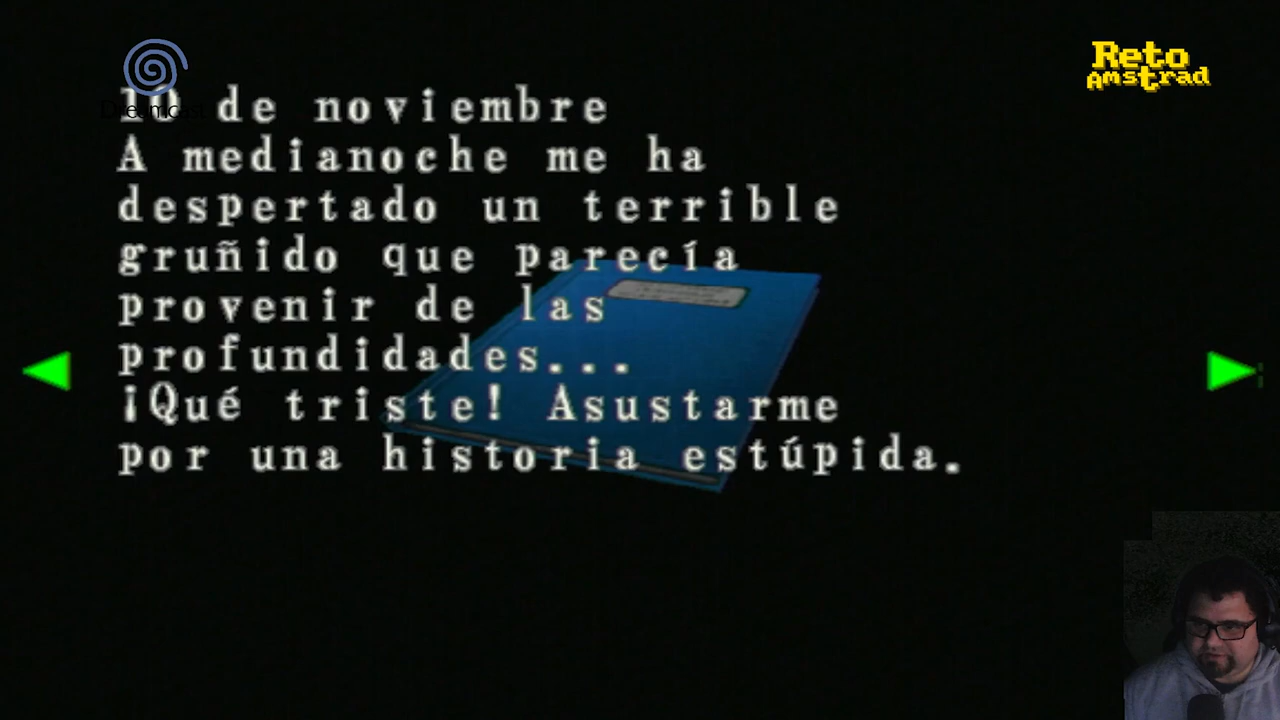 Dreamcast
Reto
Amstrad
10 de noviembre
A medianoche me ha
despertado un terrible
gruñido que parecía
provenir de las
profundidades...
¡Qué triste! Asustarme
por una historia estúpida.